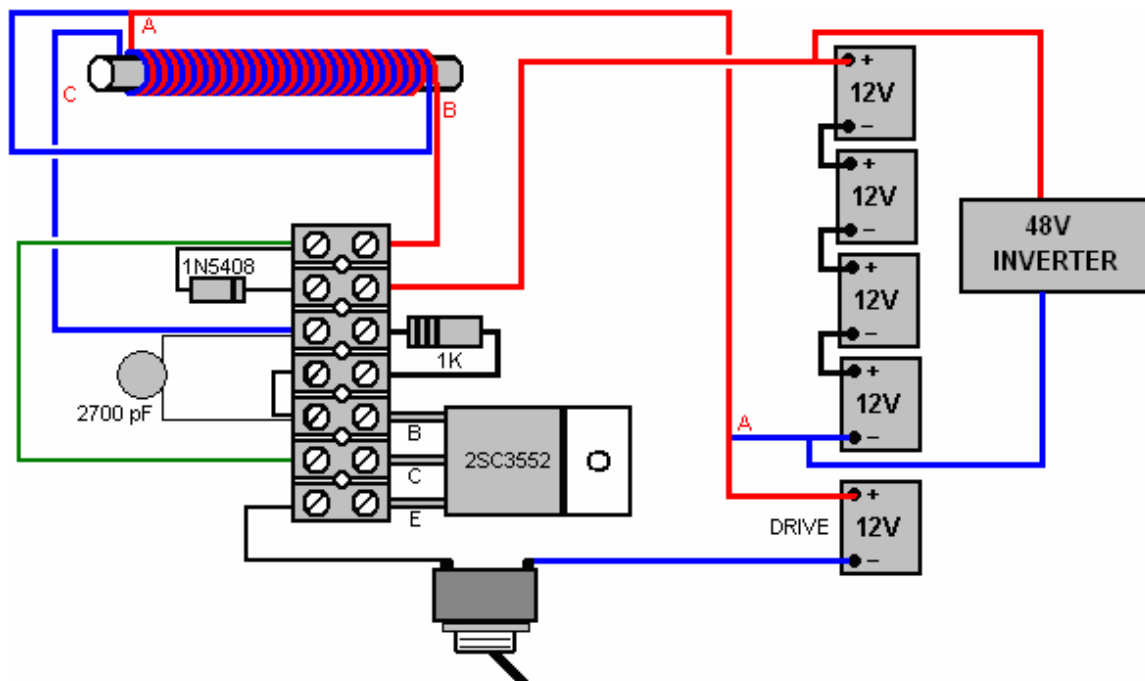 A
C
B
+
12V
–
+
12V
–
+
12V
–
+
12V
–
48V
INVERTER
1N5408
1K
2700 pF
B
2SC3552
C
E
A
DRIVE
+
12V
–